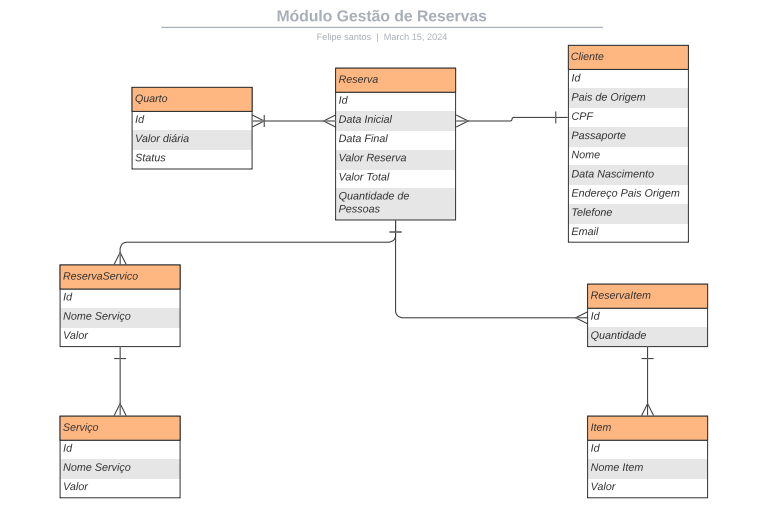 Módulo Gestão de Reservas
Felipe santos | March 15, 2024
Quarto
Id
Valor diária
Status
Reserva
Id
Data Inicial
Data Final
Valor Reserva
Valor Total
Quantidade de
Pessoas
Cliente
Id
Pais de Origem
CPF
Passaporte
Nome
Data Nascimento
Endereço Pais Origem
Telefone
Email
ReservaServico
Id
Nome Serviço
Valor
ReservaItem
Id
Quantidade
Serviço
Id
Nome Serviço
Valor
Item
Id
Nome Item
Valor